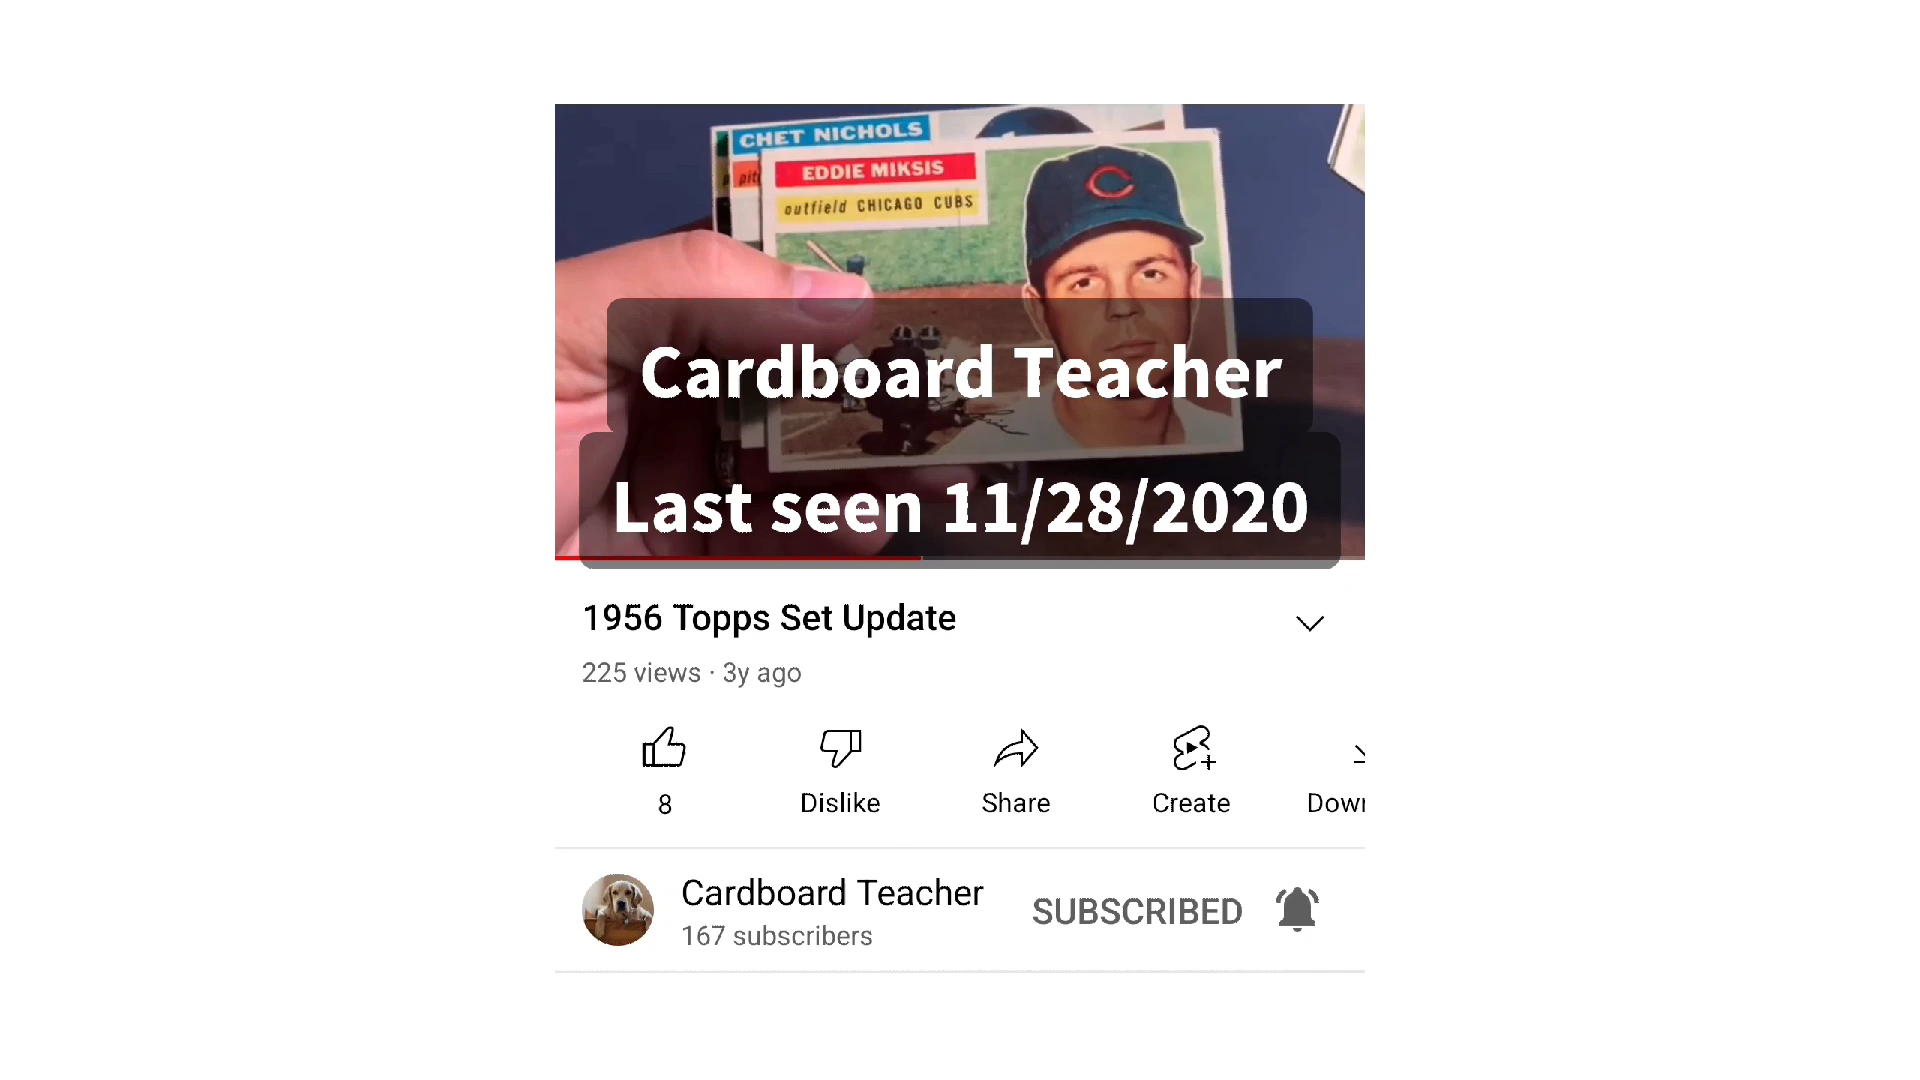 CHET NICHOLS
EDDIE MIKSIS
outfield CHICAGO CUBS
C
Cardboard Teacher
Last seen 11/28/2020
1956 Topps Set Update
225 views · 3y ago
8
Dislike
Share
Create
Cardboard Teacher
167 subscribers
SUBSCRIBED